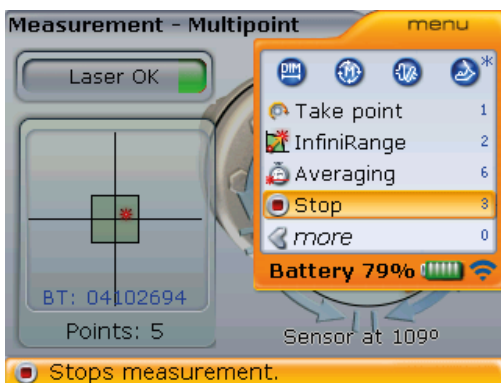 Measurement - Multipoint
menu
Laser OK
DIM
M
*
Take point 1
InfiniRange 2
Averaging 6
Stop 3
more 0
Battery 79%
BT: 04102694
Points: 5
Sensor at 109º
Stops measurement.